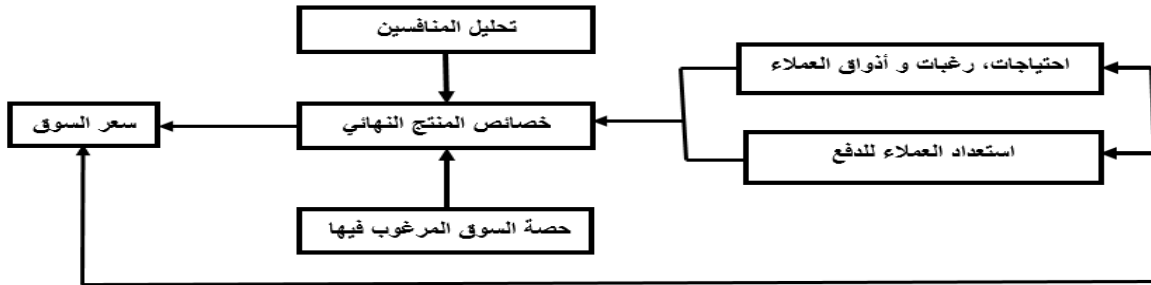 تحليل المنافسين
احتياجات، رغبات و أذواق العملاء
خصائص المنتج النهائي
سعر السوق
استعداد العملاء للدفع
حصة السوق المرغوب فيها